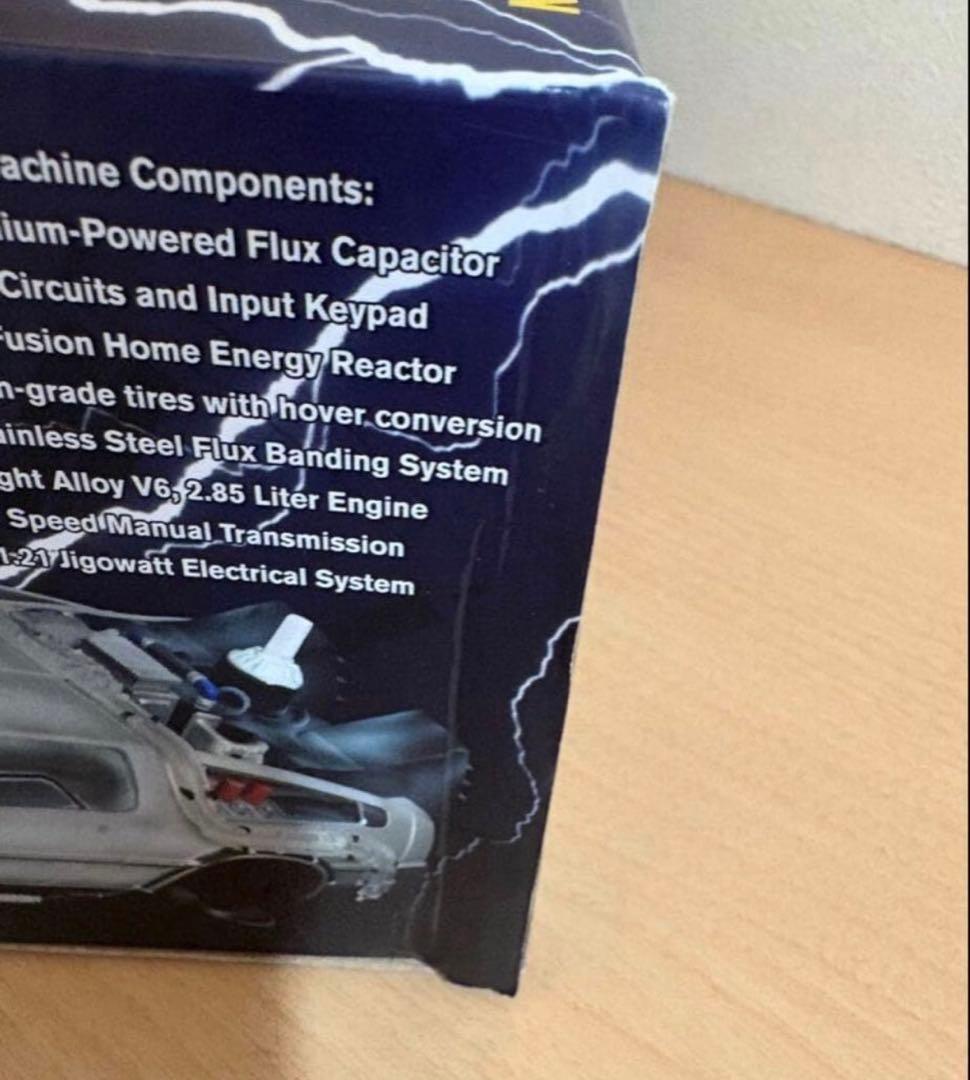 achine Components:
ium-Powered Flux Capacitor
Circuits and Input Keypad
Fusion Home Energy Reactor
n-grade tires with hover conversion
ainless Steel Flux Banding System
ght Alloy V6, 2.85 Liter Engine
Speed Manual Transmission
1.21 Jigowatt Electrical System